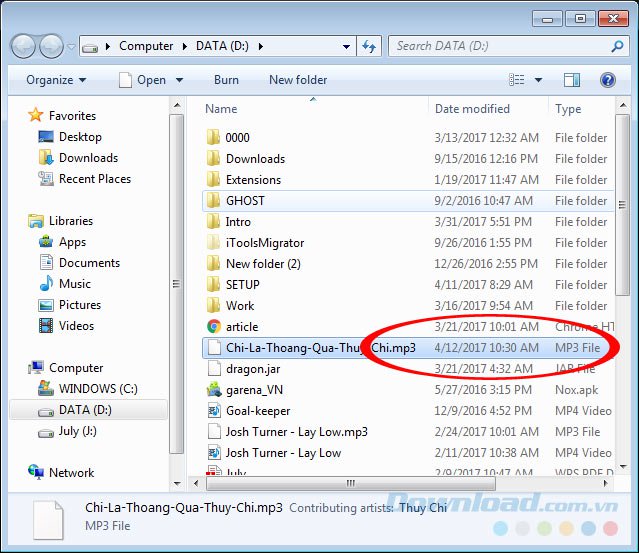 Computer DATA (D:) Search DATA (D:)
Organize Open Burn New folder
Favorites
Desktop
Downloads
Recent Places
Libraries
Apps
Documents
Music
Pictures
Videos
Computer
WINDOWS (C:)
DATA (D:)
July (J:)
Network
Name Date modified Type
0000 3/13/2017 12:32 AM File folder
Downloads 9/15/2016 12:16 PM File folder
Extensions 1/19/2017 11:47 AM File folder
GHOST 9/2/2016 10:47 AM File folder
Intro 3/31/2017 5:51 PM File folder
iToolsMigrator 9/26/2016 1:55 PM File folder
New folder (2) 12/26/2016 2:55 PM File folder
SETUP 4/11/2017 8:29 AM File folder
Work 3/16/2017 9:54 AM File folder
article 3/21/2017 10:01 AM Chrome HT
Chi-La-Thoang-Qua-Thuy-Chi.mp3 4/12/2017 10:30 AM MP3 File
dragon.jar 3/21/2017 4:32 AM JAR File
garena_VN 5/27/2016 3:15 PM Nox.apk
Goal-keeper 12/9/2016 4:52 PM MP4 Video
Josh Turner - Lay Low.mp3 2/24/2017 10:01 AM MP3 File
Josh Turner - Lay Low 2/11/2017 10:38 AM MP4 Video
July 2/9/2017 10:47 AM WPS PDF D
Chi-La-Thoang-Qua-Thuy-Chi.mp3 Contributing artists: Thuy Chi
MP3 File
Download.com.vn